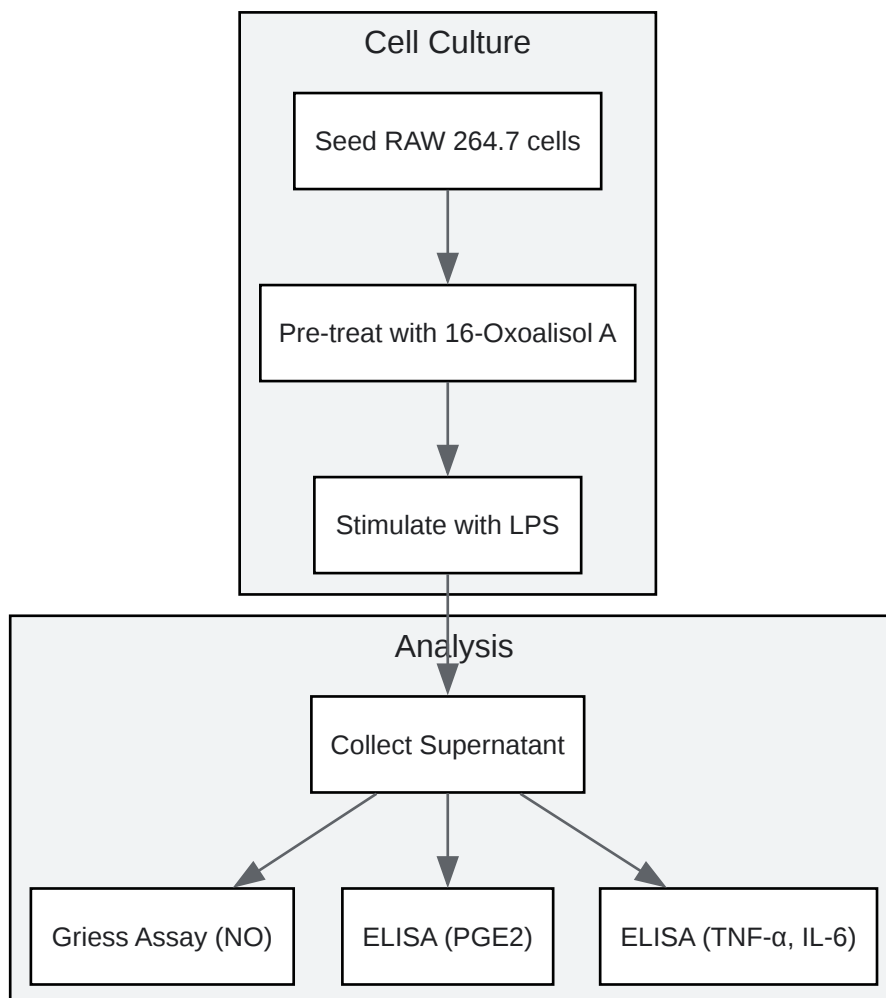 Cell Culture
Seed RAW 264.7 cells
Pre-treat with 16-Oxoalisol A
Stimulate with LPS
Analysis
Collect Supernatant
Griess Assay (NO)
ELISA (PGE2)
ELISA (TNF-α, IL-6)